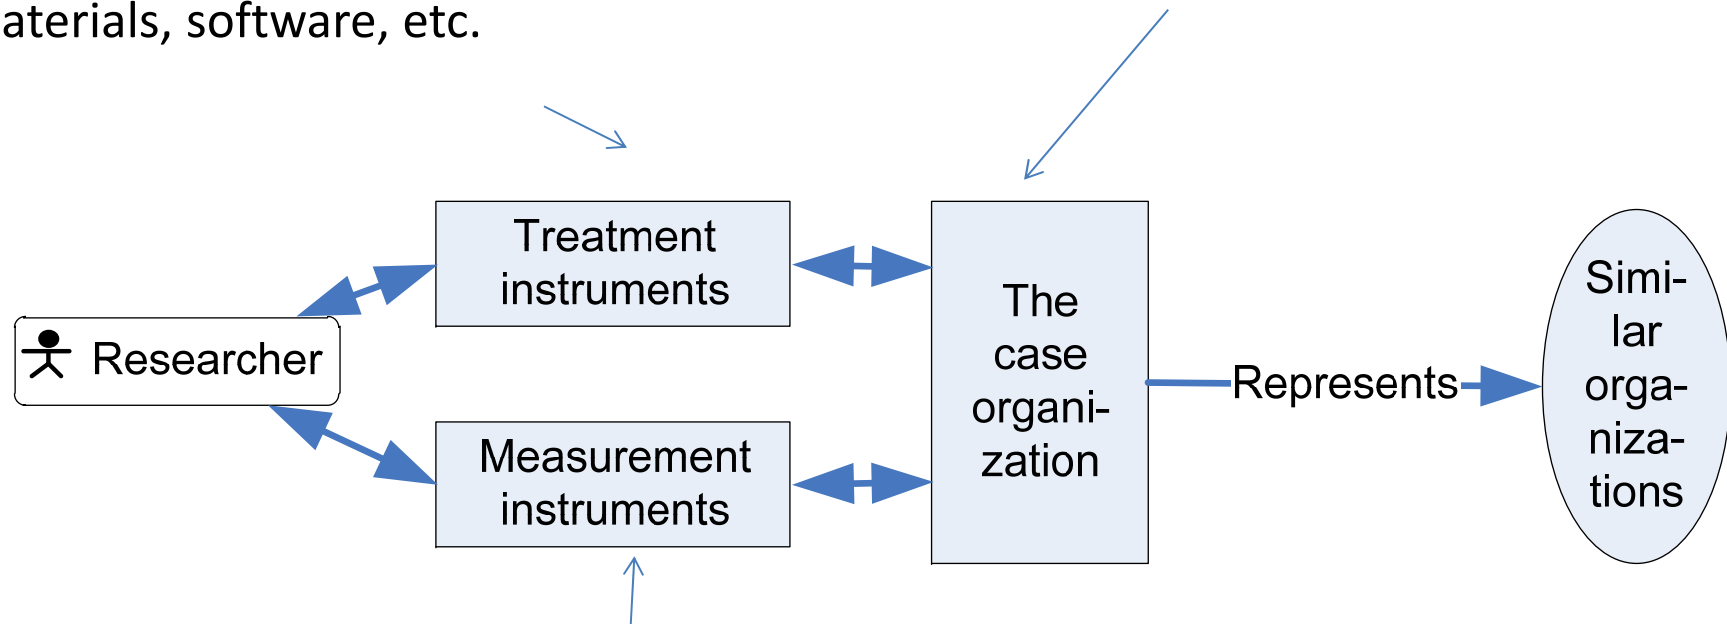 aterials, software, etc.
Treatment
instruments
Researcher
Measurement
instruments
The
case
organi-
zation
Represents
Simi-
lar
orga-
niza-
tions